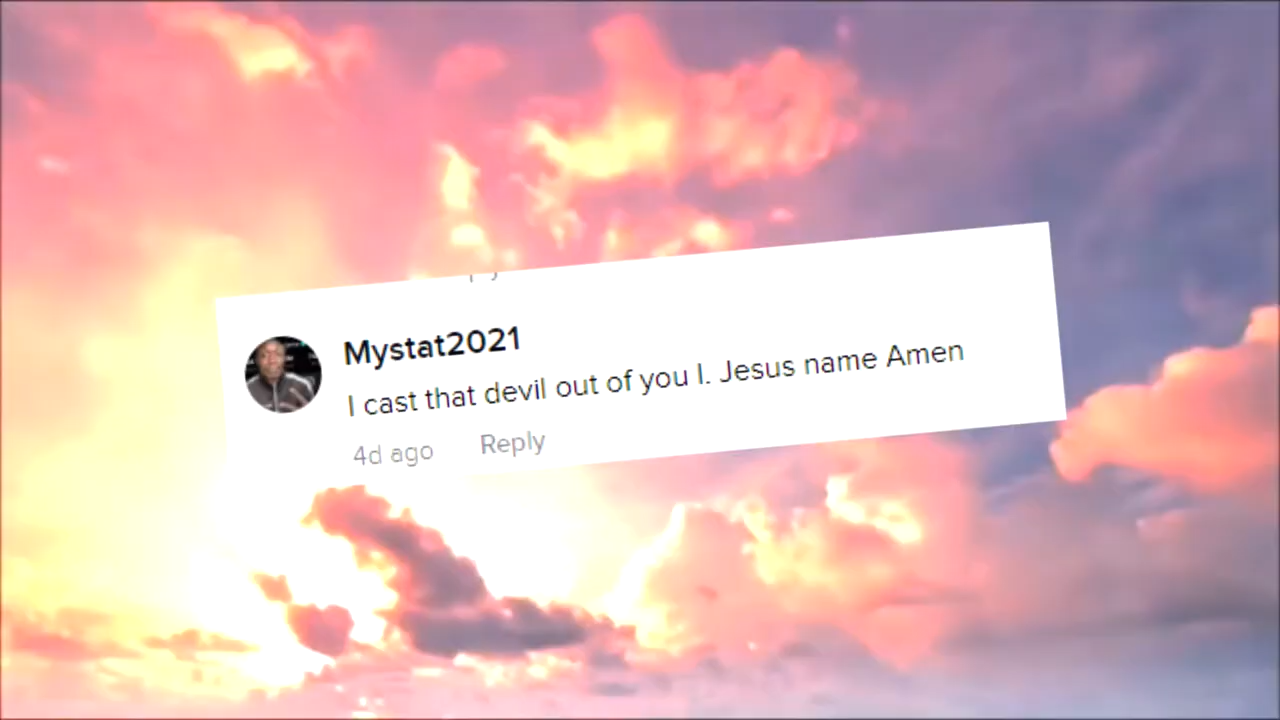 Mystat2021
I cast that devil out of you I. Jesus name Amen
4d ago Reply